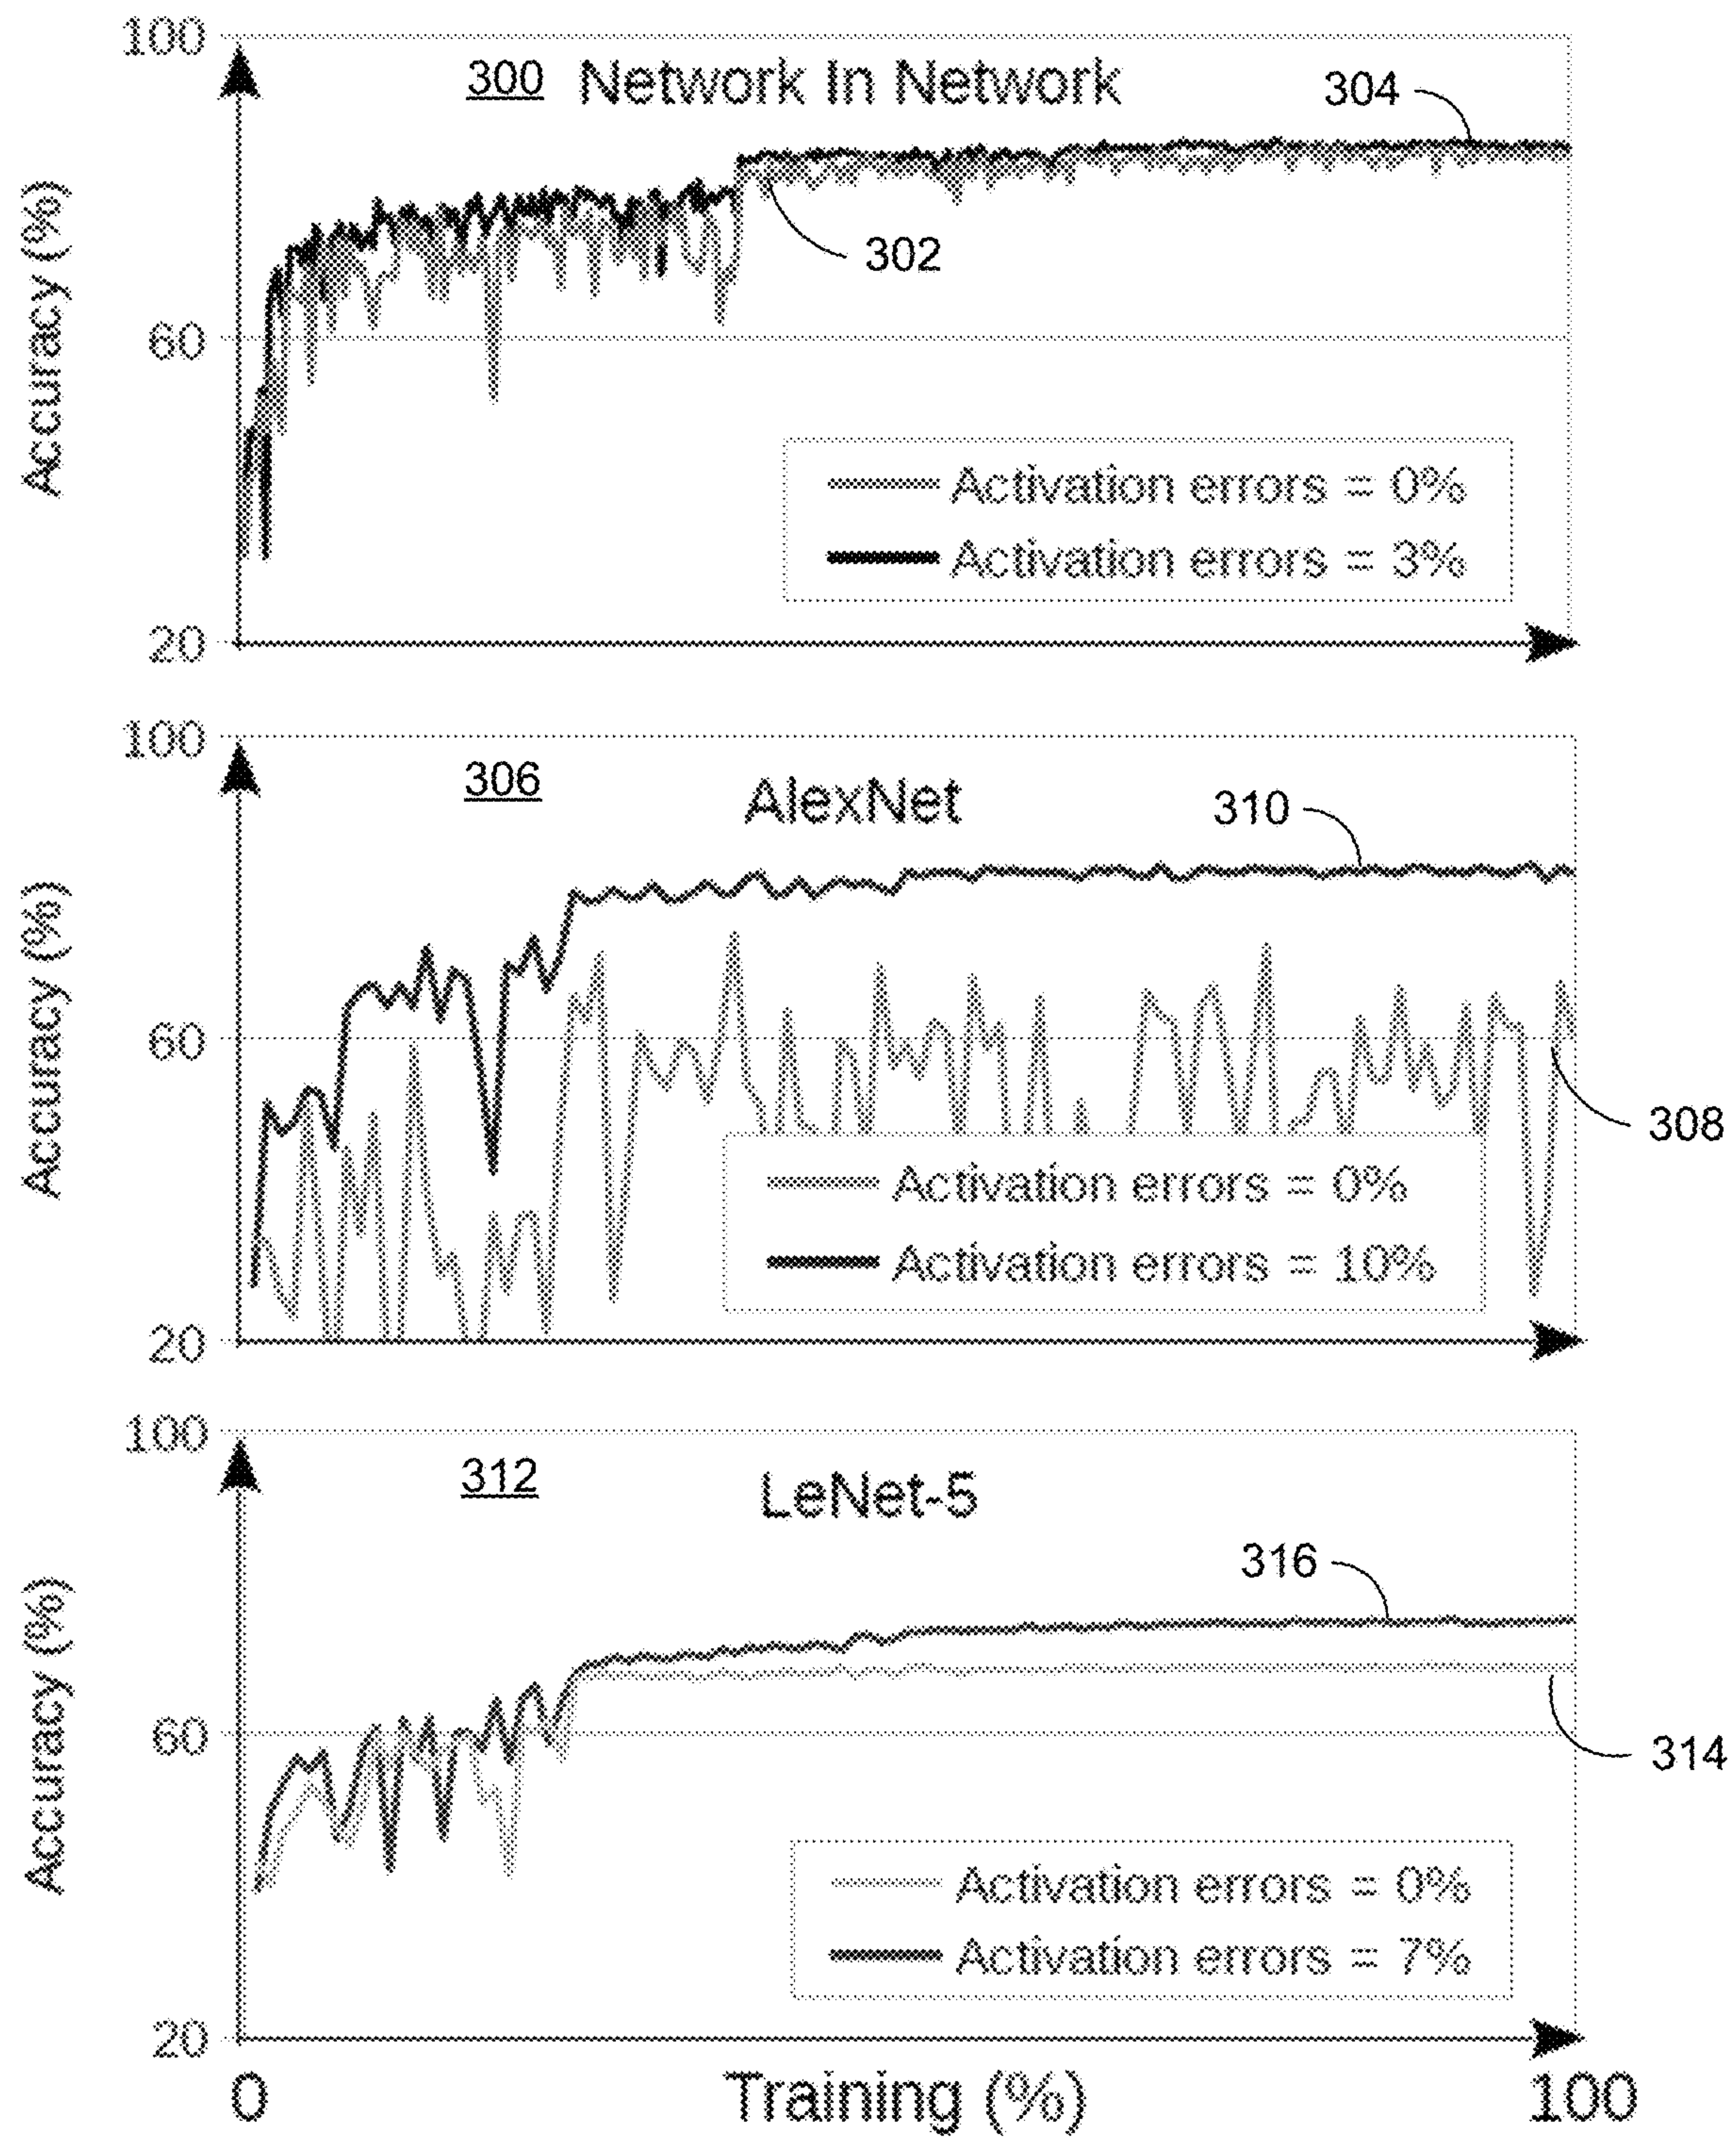 100
300 Network In Network
304
302
Accuracy (%)
60
Activation errors = 0%
Activation errors = 3%
20
100
306
AlexNet
310
Accuracy (%)
60
308
Activation errors = 0%
Activation errors = 10%
20
100
312
LeNet-5
316
Accuracy (%)
60
314
Activation errors = 0%
Activation errors = 7%
20
0 Training (%) 100